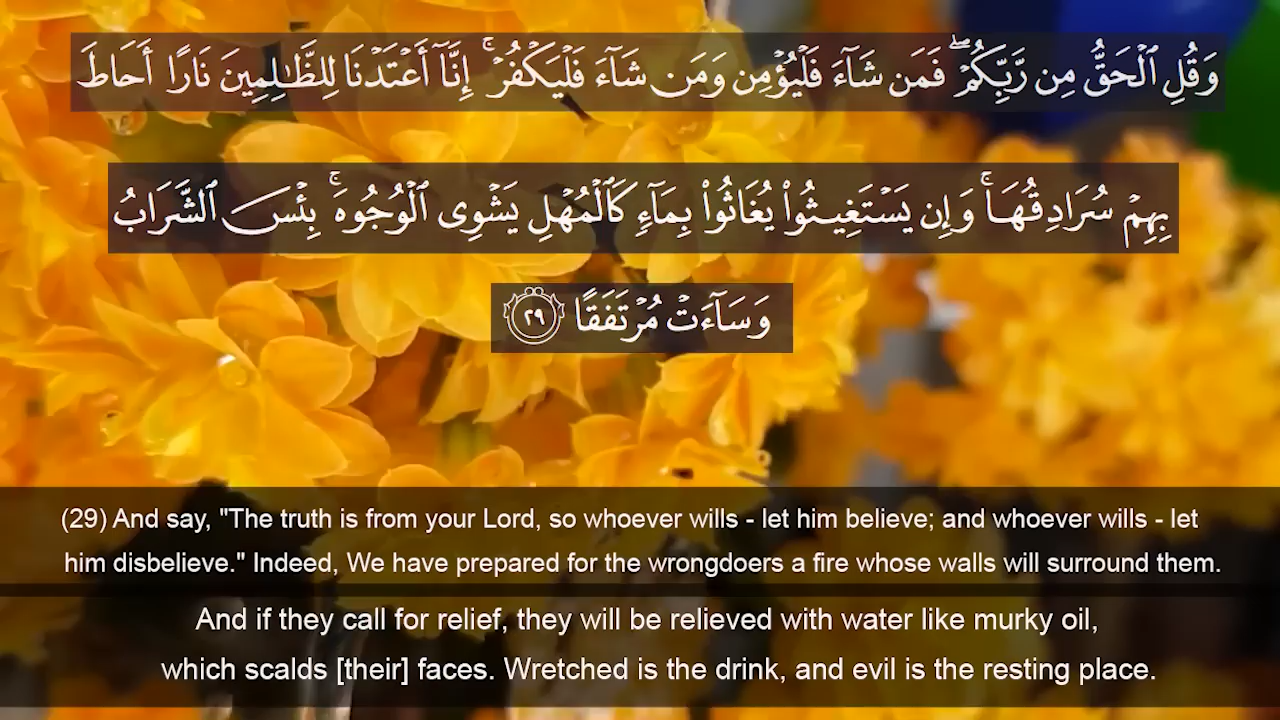 وَقُلِ ٱلْحَقُّ مِن رَّبِّكُمْ ۖ فَمَن شَآءَ فَلْيُؤْمِن وَمَن شَآءَ فَلْيَكْفُرْ ۚ إِنَّآ أَعْتَدْنَا لِلظَّـٰلِمِينَ نَارًا أَحَاطَ
بِهِمْ سُرَادِقُهَا ۚ وَإِن يَسْتَغِيثُوا۟ يُغَاثُوا۟ بِمَآءٍ كَٱلْمُهْلِ يَشْوِى ٱلْوُجُوهَ ۚ بِئْسَ ٱلشَّرَابُ
وَسَآءَتْ مُرْتَفَقًا ٢٩
(29) And say, "The truth is from your Lord, so whoever wills - let him believe; and whoever wills - let
him disbelieve." Indeed, We have prepared for the wrongdoers a fire whose walls will surround them.
And if they call for relief, they will be relieved with water like murky oil,
which scalds [their] faces. Wretched is the drink, and evil is the resting place.